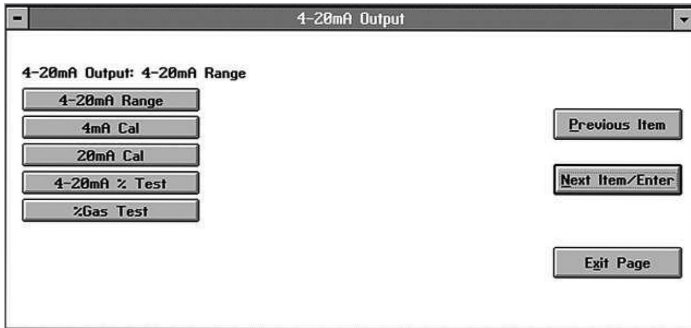 4-20mA Output
4-20mA Output: 4-20mA Range
4-20mA Range
4mA Cal
20mA Cal
4-20mA % Test
%Gas Test
Previous Item
Next Item/Enter
Exit Page